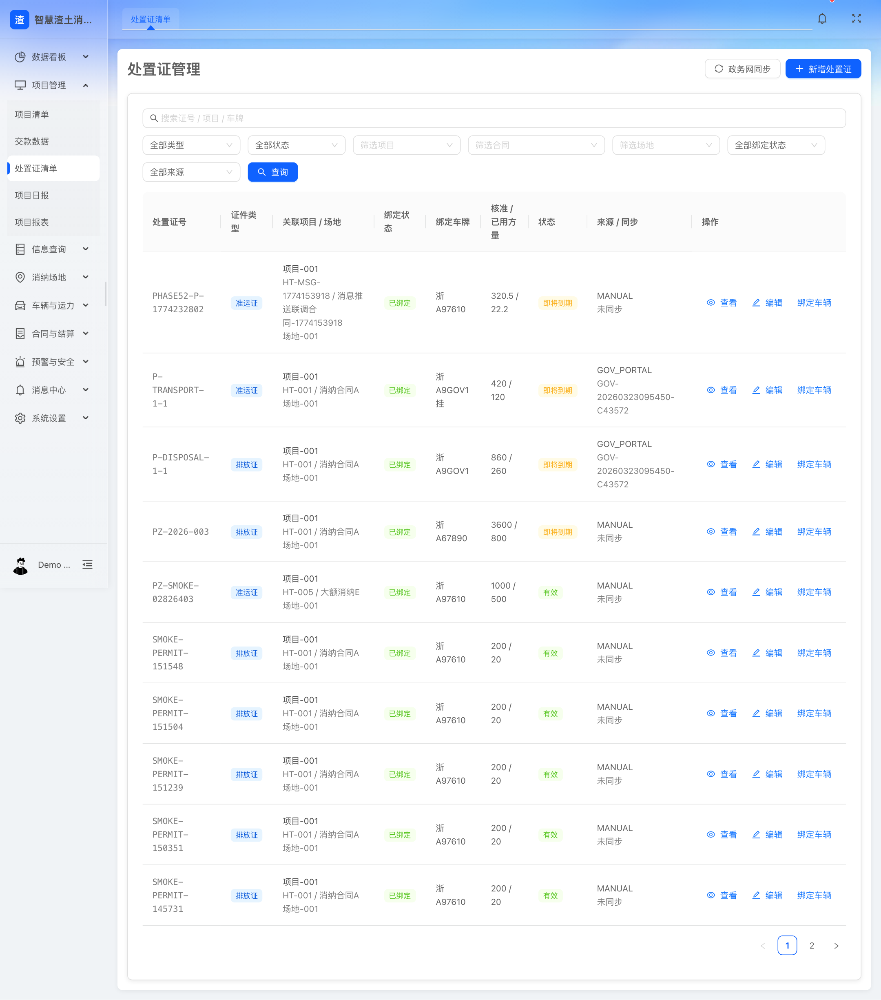 渣 智慧渣土消...
处置证清单
数据看板
项目管理
项目清单
交款数据
处置证清单
项目日报
项目报表
信息查询
消纳场地
车辆与运力
合同与结算
预警与安全
消息中心
系统设置
Demo ...
处置证管理
政务网同步
新增处置证
搜索证号 / 项目 / 车牌
全部类型 全部状态 筛选项目 筛选合同 筛选场地 全部绑定状态
全部来源 查询
处置证号
证件类
型
关联项目 / 场地
绑定状
态
绑定车牌
核准 /
已用方
量
状态
来源 / 同步
操作
PHASE52-P-
1774232802
准运证
项目-001
HT-MSG-
1774153918 / 消息推
送联调合
同-1774153918
场地-001
已绑定
浙
A97610
320.5 /
22.2
即将到期
MANUAL
未同步
查看 编辑 绑定车辆
P-
TRANSPORT-
1-1
准运证
项目-001
HT-001 / 消纳合同A
场地-001
已绑定
浙
A9GOV1
挂
420 /
120
即将到期
GOV_PORTAL
GOV-
20260323095450-
C43572
查看 编辑 绑定车辆
P-DISPOSAL-
1-1
排放证
项目-001
HT-001 / 消纳合同A
场地-001
已绑定
浙
A9GOV1
860 /
260
即将到期
GOV_PORTAL
GOV-
20260323095450-
C43572
查看 编辑 绑定车辆
PZ-2026-003
排放证
项目-001
HT-001 / 消纳合同A
场地-001
已绑定
浙
A67890
3600 /
800
即将到期
MANUAL
未同步
查看 编辑 绑定车辆
PZ-SMOKE-
02826403
准运证
项目-001
HT-005 / 大额消纳E
场地-001
已绑定
浙
A97610
1000 /
500
有效
MANUAL
未同步
查看 编辑 绑定车辆
SMOKE-
PERMIT-
151548
排放证
项目-001
HT-001 / 消纳合同A
场地-001
已绑定
浙
A97610
200 /
20
有效
MANUAL
未同步
查看 编辑 绑定车辆
SMOKE-
PERMIT-
151504
排放证
项目-001
HT-001 / 消纳合同A
场地-001
已绑定
浙
A97610
200 /
20
有效
MANUAL
未同步
查看 编辑 绑定车辆
SMOKE-
PERMIT-
151239
排放证
项目-001
HT-001 / 消纳合同A
场地-001
已绑定
浙
A97610
200 /
20
有效
MANUAL
未同步
查看 编辑 绑定车辆
SMOKE-
PERMIT-
150351
排放证
项目-001
HT-001 / 消纳合同A
场地-001
已绑定
浙
A97610
200 /
20
有效
MANUAL
未同步
查看 编辑 绑定车辆
SMOKE-
PERMIT-
145731
排放证
项目-001
HT-001 / 消纳合同A
场地-001
已绑定
浙
A97610
200 /
20
有效
MANUAL
未同步
查看 编辑 绑定车辆
1 2